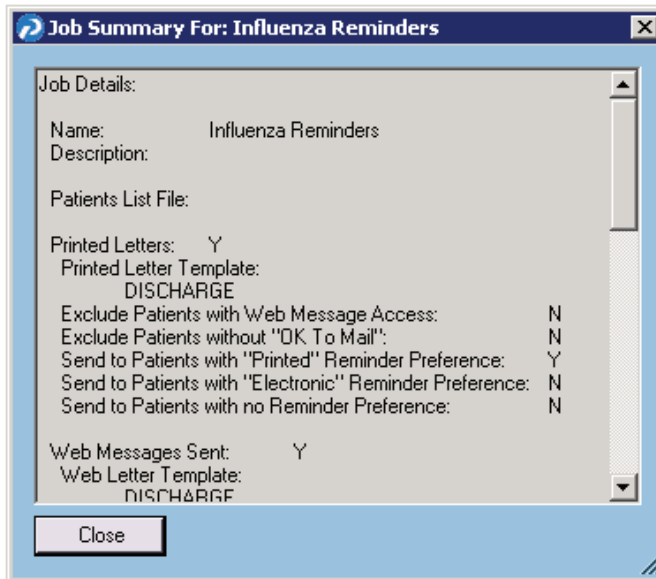 Job Summary For: Influenza Reminders
Job Details:
Name: Influenza Reminders
Description:
Patients List File:
Printed Letters: Y
Printed Letter Template:
DISCHARGE
Exclude Patients with Web Message Access: N
Exclude Patients without "OK To Mail": N
Send to Patients with "Printed" Reminder Preference: Y
Send to Patients with "Electronic" Reminder Preference: N
Send to Patients with no Reminder Preference: N
Web Messages Sent: Y
Web Letter Template:
DISCHARGE
Close